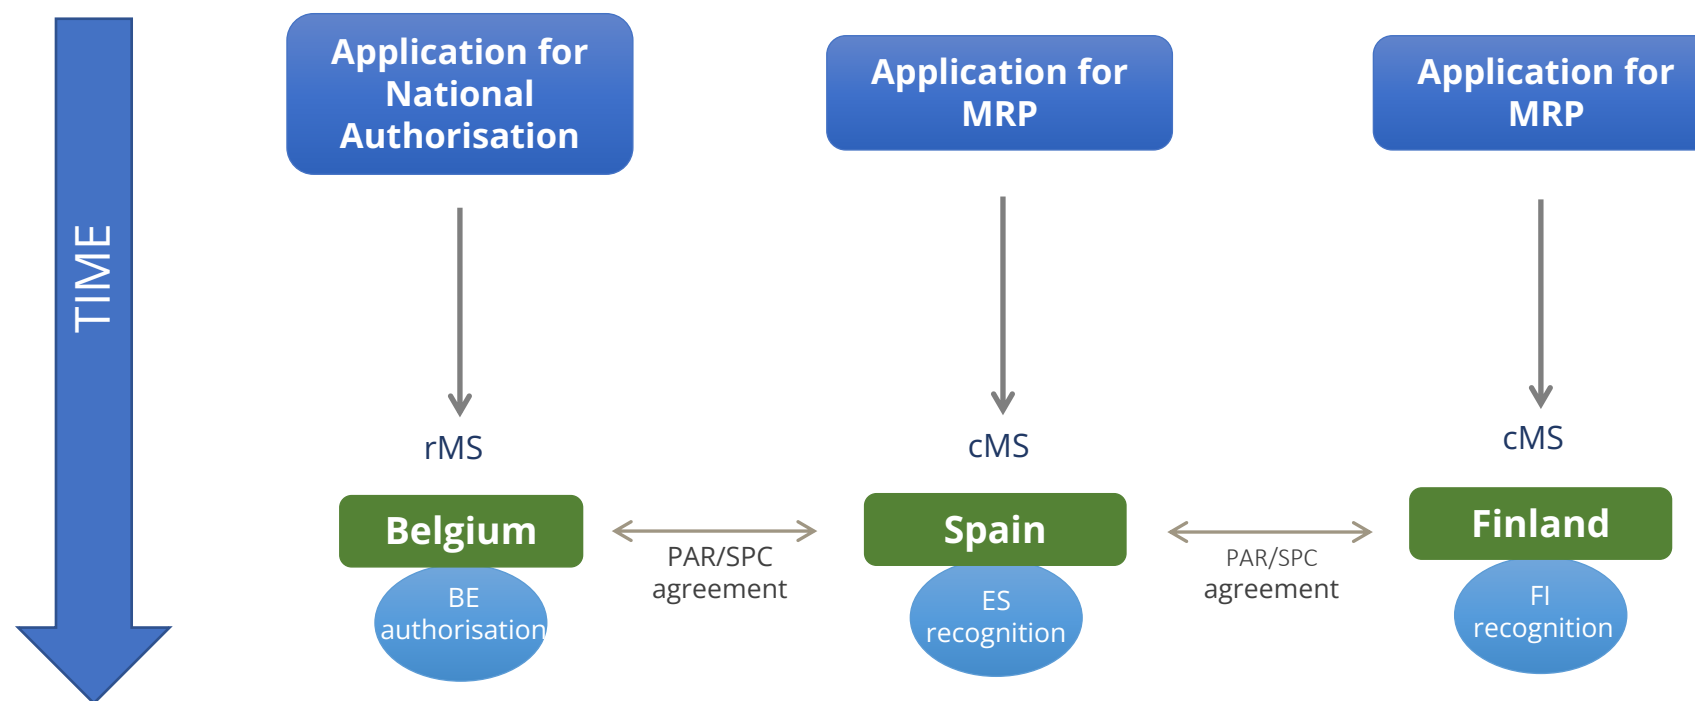 TIME
Application for
National
Authorisation
Application for
MRP
Application for
MRP
rMS
cMS
cMS
Belgium
PAR/SPC
agreement
Spain
PAR/SPC
agreement
Finland
BE
authorisation
ES
recognition
FI
recognition